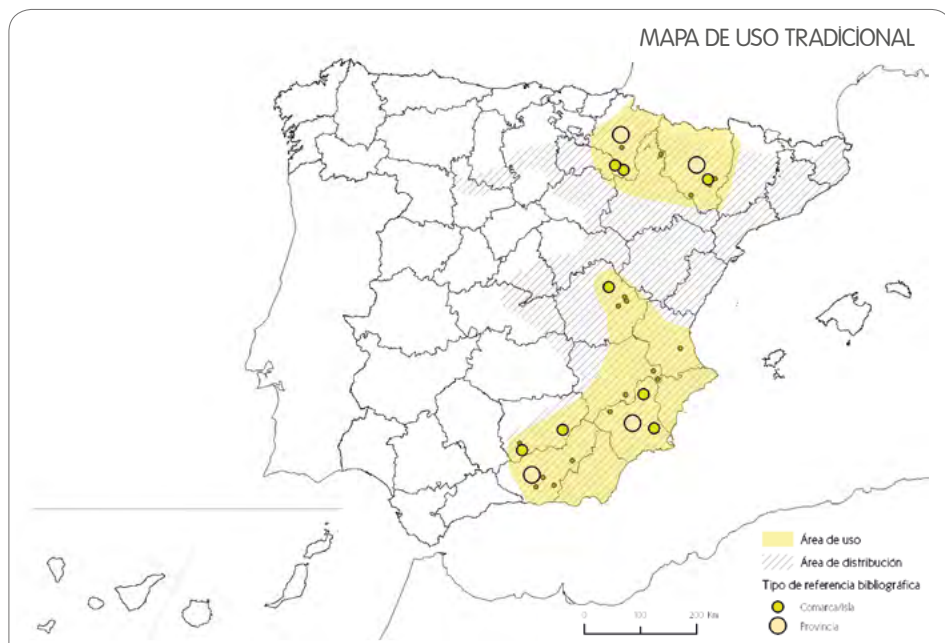 MAPA DE USO TRADICIONAL
Área de uso
Área de distribución
Tipo de referencia bibliográfica
Comarca/Isla
Provincia
0 100 200 Km